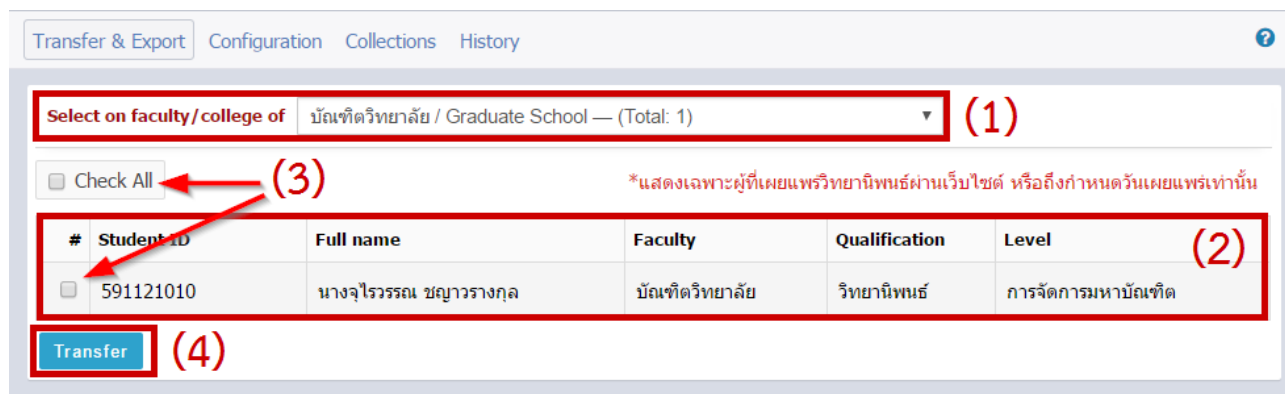 Transfer & Export Configuration Collections History
Select on faculty/college of บัณฑิตวิทยาลัย / Graduate School — (Total: 1) (1)
Check All (3) *แสดงเฉพาะผู้ที่เผยแพร่วิทยานิพนธ์ผ่านเว็บไซต์ หรือถึงกำหนดวันเผยแพร่เท่านั้น
# Student ID Full name Faculty Qualification Level (2)
591121010 นางจุไรวรรณ ชญาวรางกุล บัณฑิตวิทยาลัย วิทยานิพนธ์ การจัดการมหาบัณฑิต
Transfer (4)